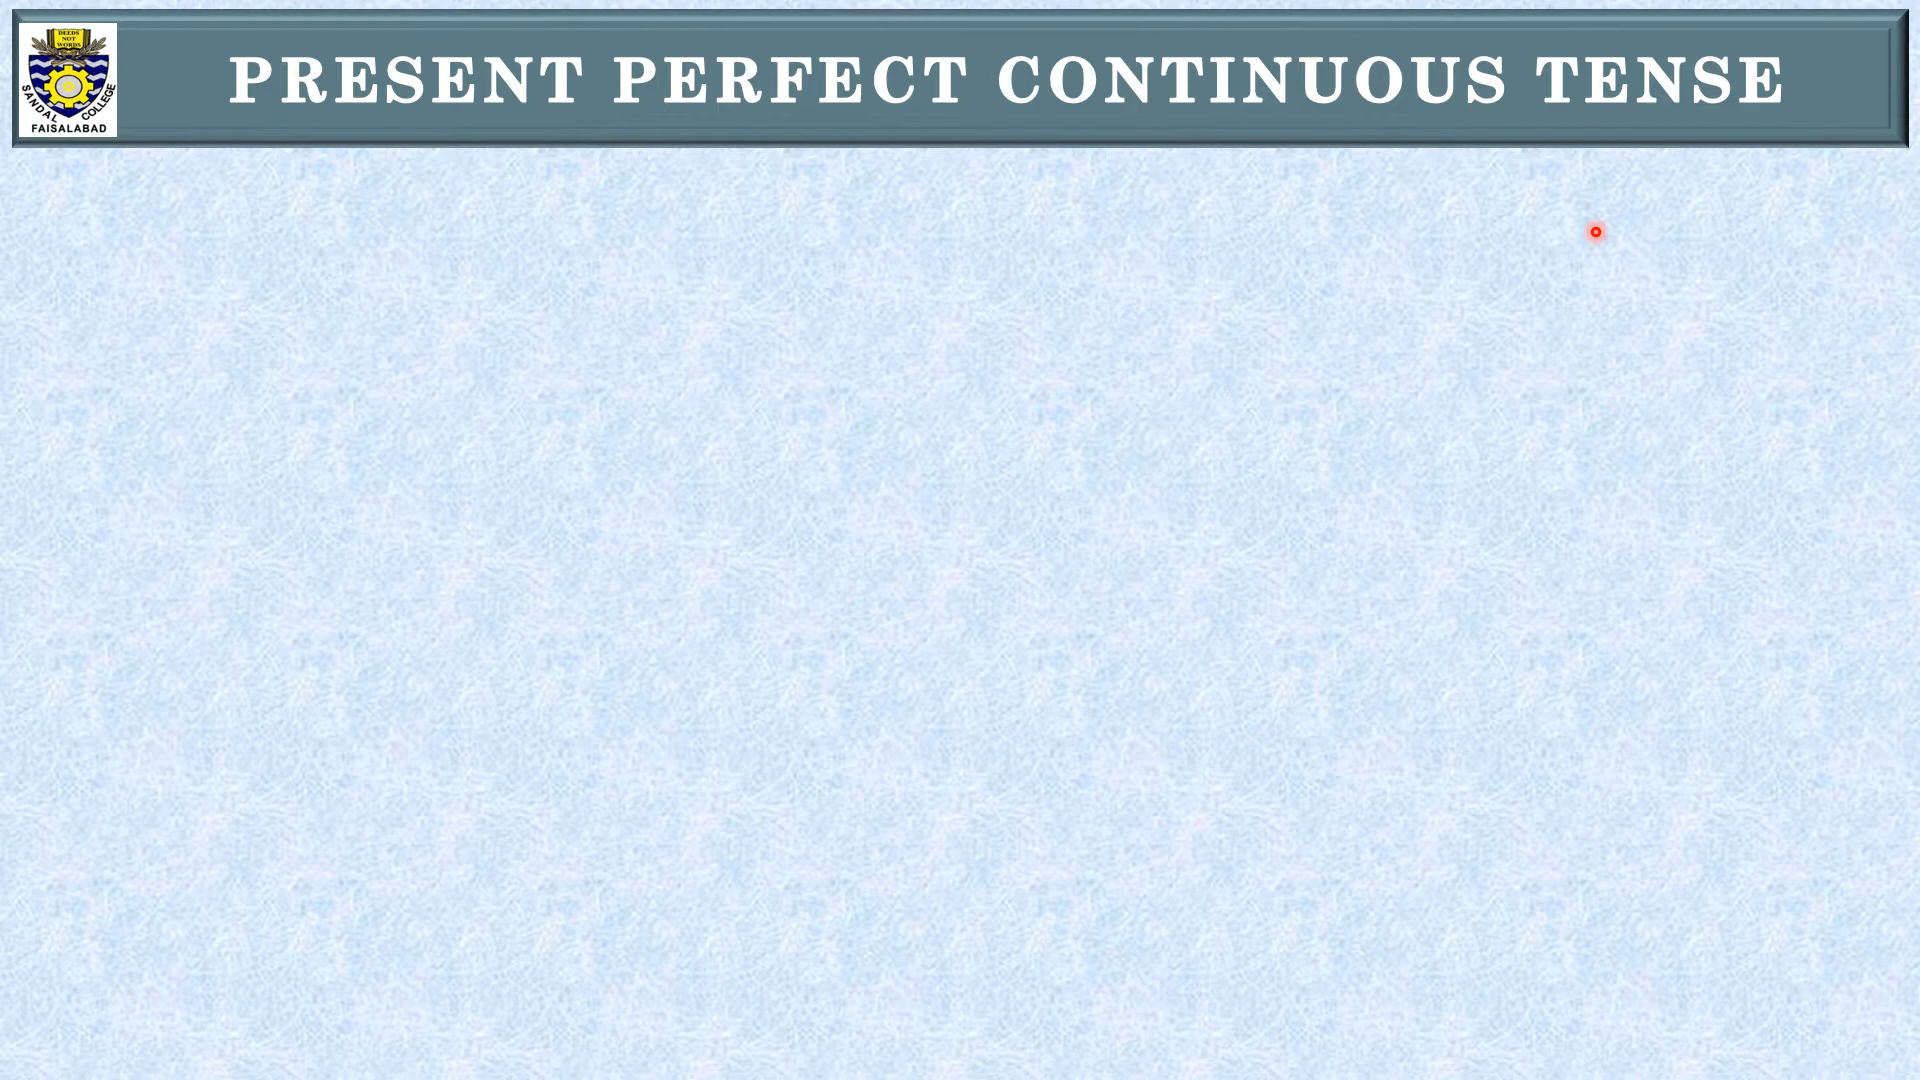 DEEDS
NOT
WORDS
SANDAL COLLEGE
FAISALABAD
PRESENT PERFECT CONTINUOUS TENSE